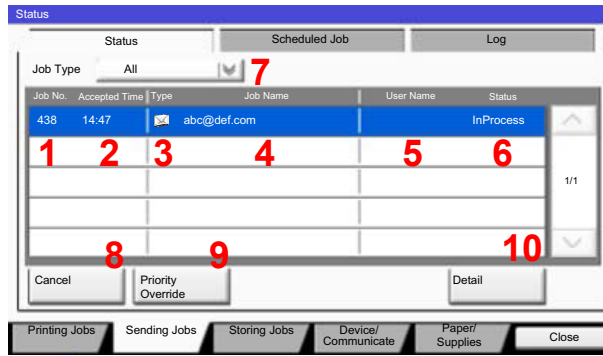 Status
Status Scheduled Job Log
Job Type All 7
Job No. Accepted Time Type Job Name User Name Status
438 14:47 abc@def.com InProcess
1 2 3 4 5 6
1/1
8 9 10
Cancel Priority Override Detail
Printing Jobs Sending Jobs Storing Jobs Device/ Communicate Paper/ Supplies Close